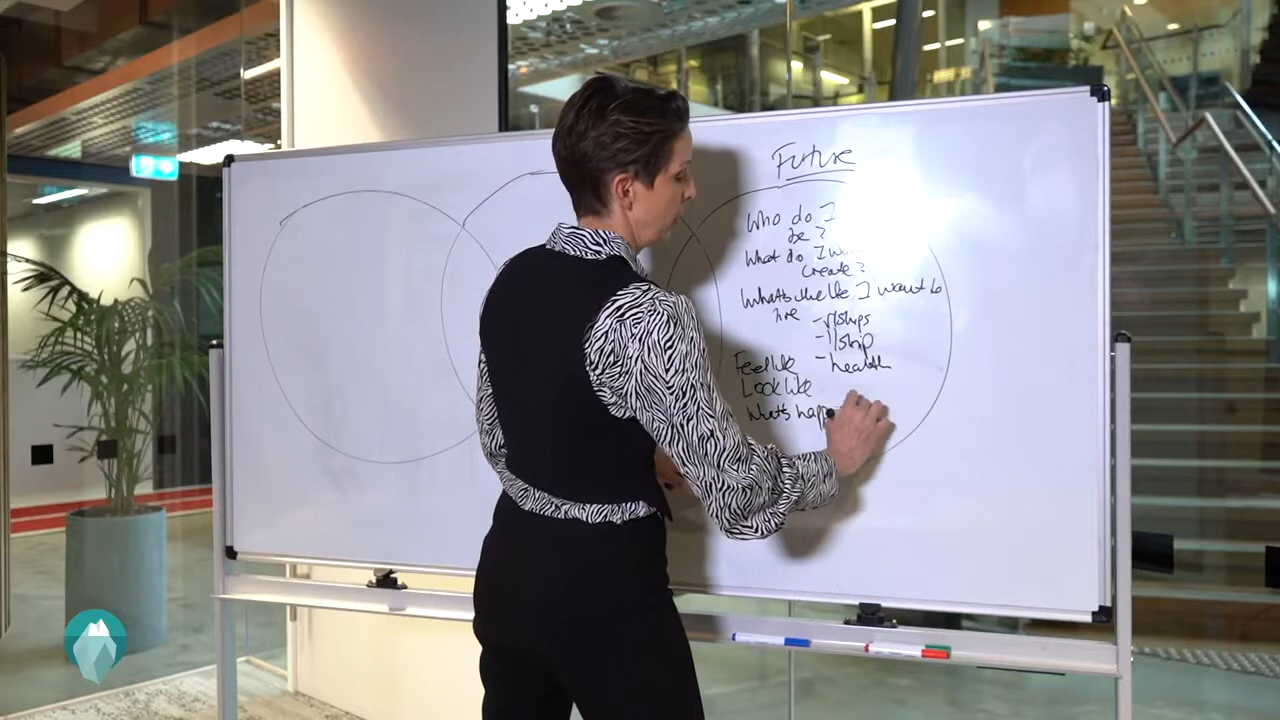 Future
Who do I
be?
What do I
create?
What's the life I want to
live
- r/ships
- l/ship
- health
Feel like
Look like
What's happ